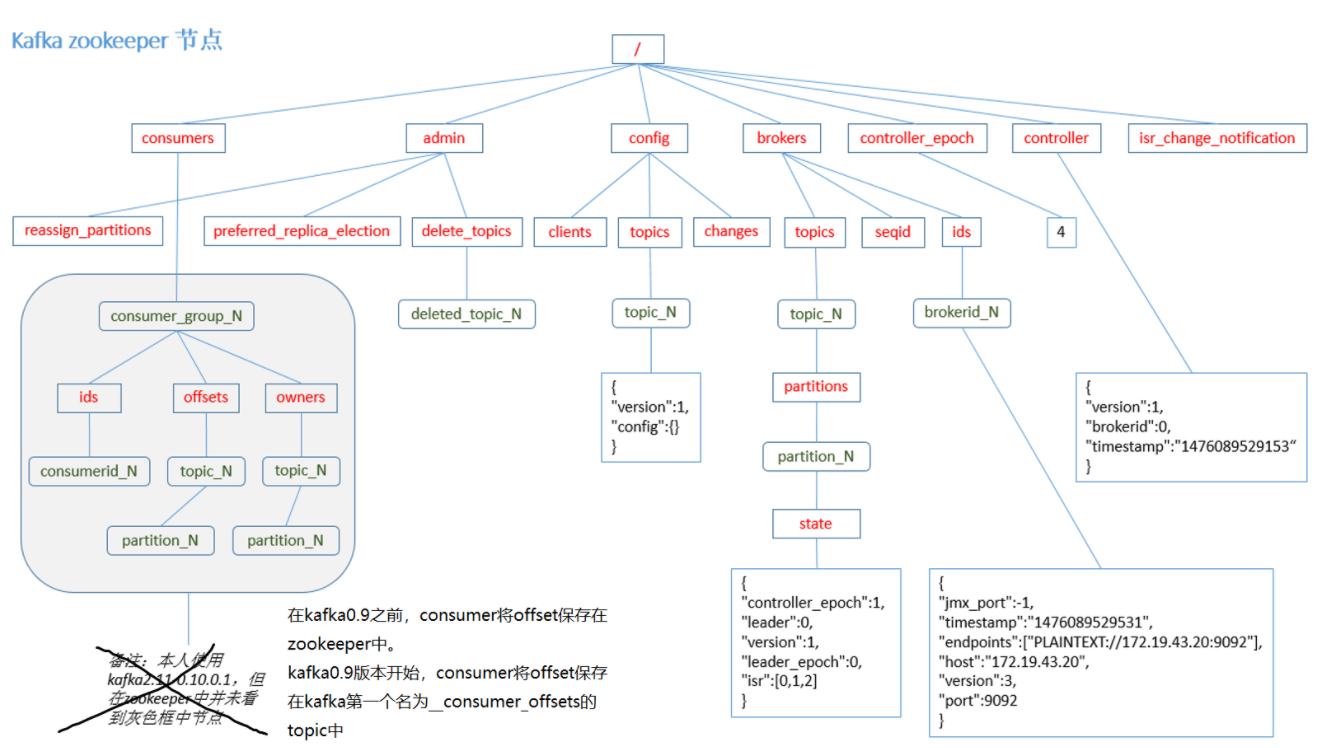 Kafka zookeeper 节点
/
consumers
admin
config
brokers
controller_epoch
controller
isr_change_notification
reassign_partitions
preferred_replica_election
delete_topics
clients
topics
changes
topics
seqid
ids
4
consumer_group_N
deleted_topic_N
topic_N
topic_N
brokerid_N
ids
offsets
owners
consumerid_N
topic_N
topic_N
partition_N
partition_N
{
"version":1,
"config":{}
}
partitions
partition_N
state
{
"version":1,
"brokerid":0,
"timestamp":"1476089529153“
}
{
"controller_epoch":1,
"leader":0,
"version":1,
"leader_epoch":0,
"isr":[0,1,2]
}
{
"jmx_port":-1,
"timestamp":"1476089529531",
"endpoints":["PLAINTEXT://172.19.43.20:9092"],
"host":"172.19.43.20",
"version":3,
"port":9092
}
备注：本人使用
kafka2.11-0.10.0.1，但
在zookeeper中并未看
到灰色框中节点
在kafka0.9之前，consumer将offset保存在
zookeeper中。
kafka0.9版本开始，consumer将offset保存
在kafka第一个名为__consumer_offsets的
topic中